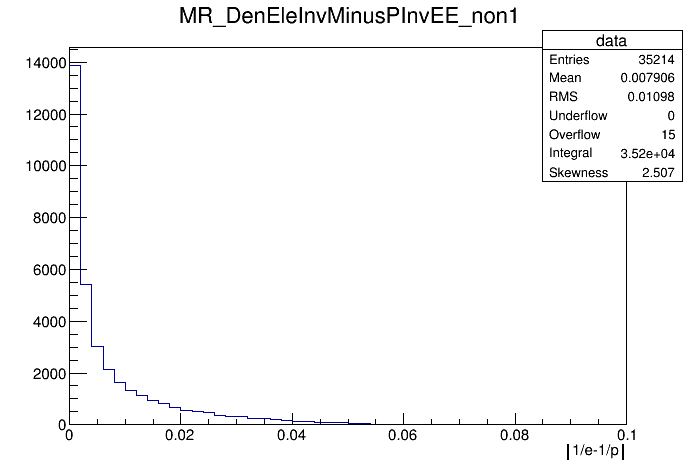 MR_DenEleInvMinusPInvEE_non1
data
Entries 35214
Mean 0.007906
RMS 0.01098
Underflow 0
Overflow 15
Integral 3.52e+04
Skewness 2.507
14000
12000
10000
8000
6000
4000
2000
0
0 0.02 0.04 0.06 0.08 0.1
|1/e-1/p|